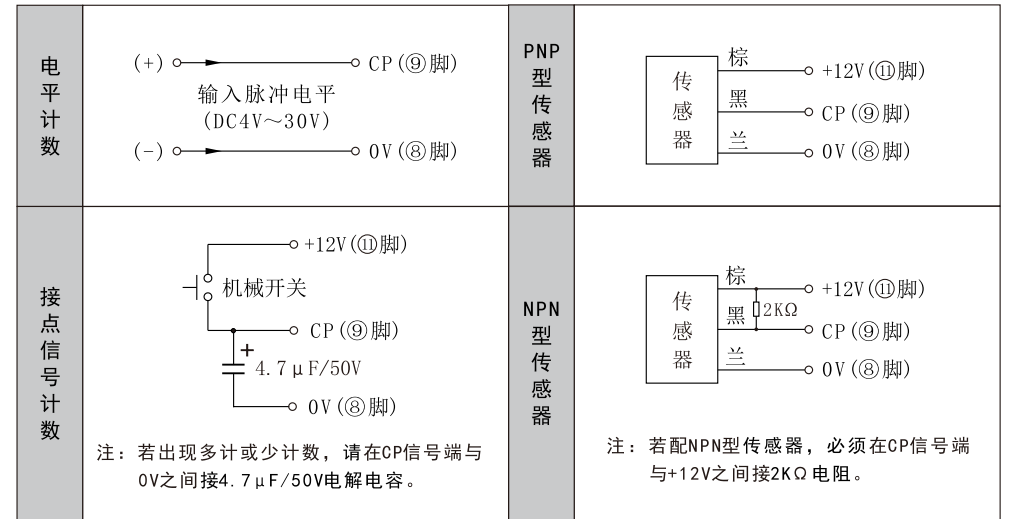 电平计数
(+) CP(⑨脚)
输入脉冲电平
(DC4V～30V)
(-) 0V(⑧脚)
PNP型传感器
传感器
棕 +12V(⑪脚)
黑 CP(⑨脚)
兰 0V(⑧脚)
接点信号计数
+12V(⑪脚)
机械开关
CP(⑨脚)
+
4.7μF/50V
0V(⑧脚)
注：若出现多计或少计数，请在CP信号端与
0V之间接4.7μF/50V电解电容。
NPN型传感器
传感器
棕 +12V(⑪脚)
2KΩ
黑 CP(⑨脚)
兰 0V(⑧脚)
注：若配NPN型传感器，必须在CP信号端
与+12V之间接2KΩ电阻。